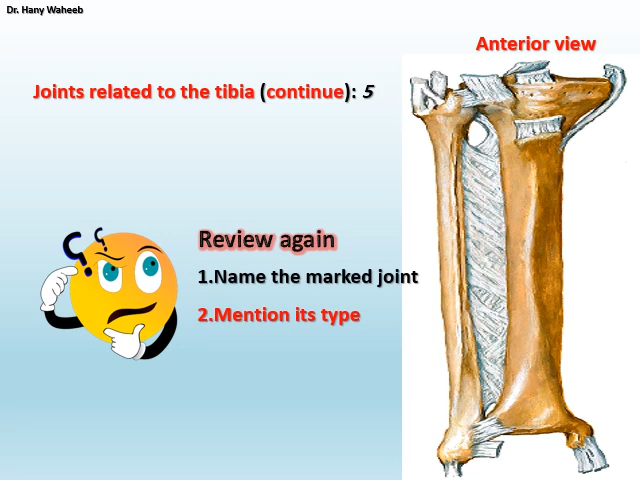 Dr. Hany Waheeb
Anterior view
Joints related to the tibia (continue): 5
Review again
1.Name the marked joint
2.Mention its type